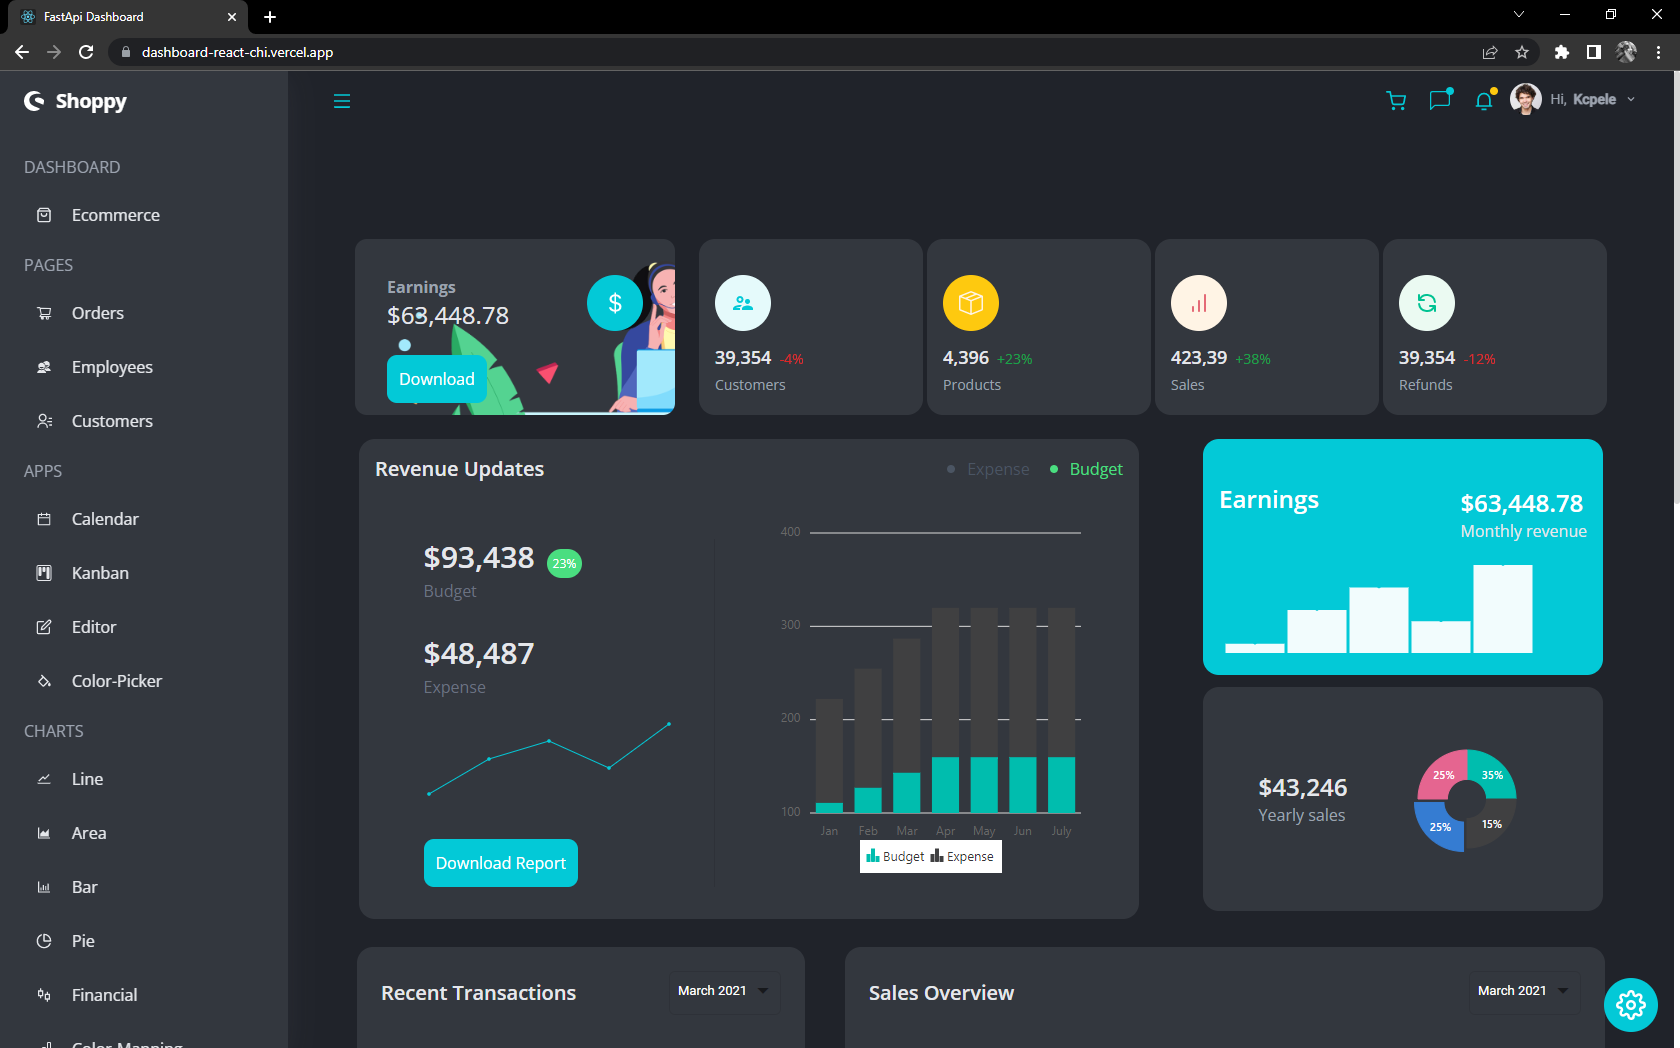 FastApi Dashboard
dashboard-react-chi.vercel.app
Shoppy
Hi, Kcpele
DASHBOARD
Ecommerce
PAGES
Orders
Employees
Customers
APPS
Calendar
Kanban
Editor
Color-Picker
CHARTS
Line
Area
Bar
Pie
Financial
Color-Mapping
Earnings
$63,448.78
Download
$
39,354 -4%
Customers
4,396 +23%
Products
423,39 +38%
Sales
39,354 -12%
Refunds
Revenue Updates
Expense
Budget
$93,438 23%
Budget
$48,487
Expense
Download Report
400
300
200
100
Jan Feb Mar Apr May Jun July
Budget Expense
Earnings
$63,448.78
Monthly revenue
$43,246
Yearly sales
25% 35%
25% 15%
Recent Transactions
March 2021
Sales Overview
March 2021